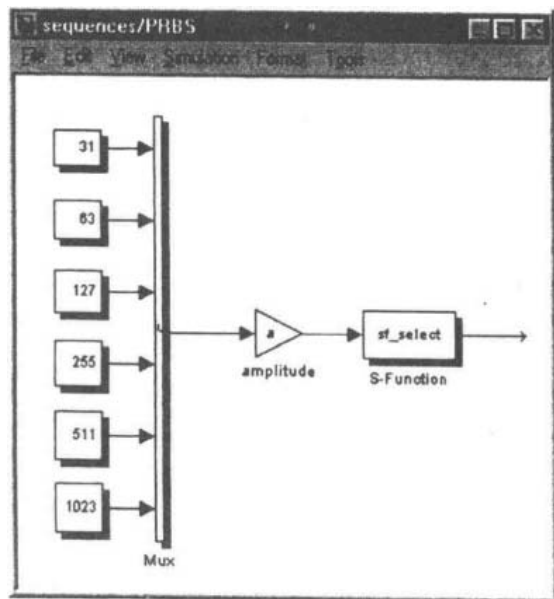 sequences/PRBS
File Edit View Simulation Format Tools
31
63
127
255
511
1023
Mux
a
amplitude
sf_select
S-Function